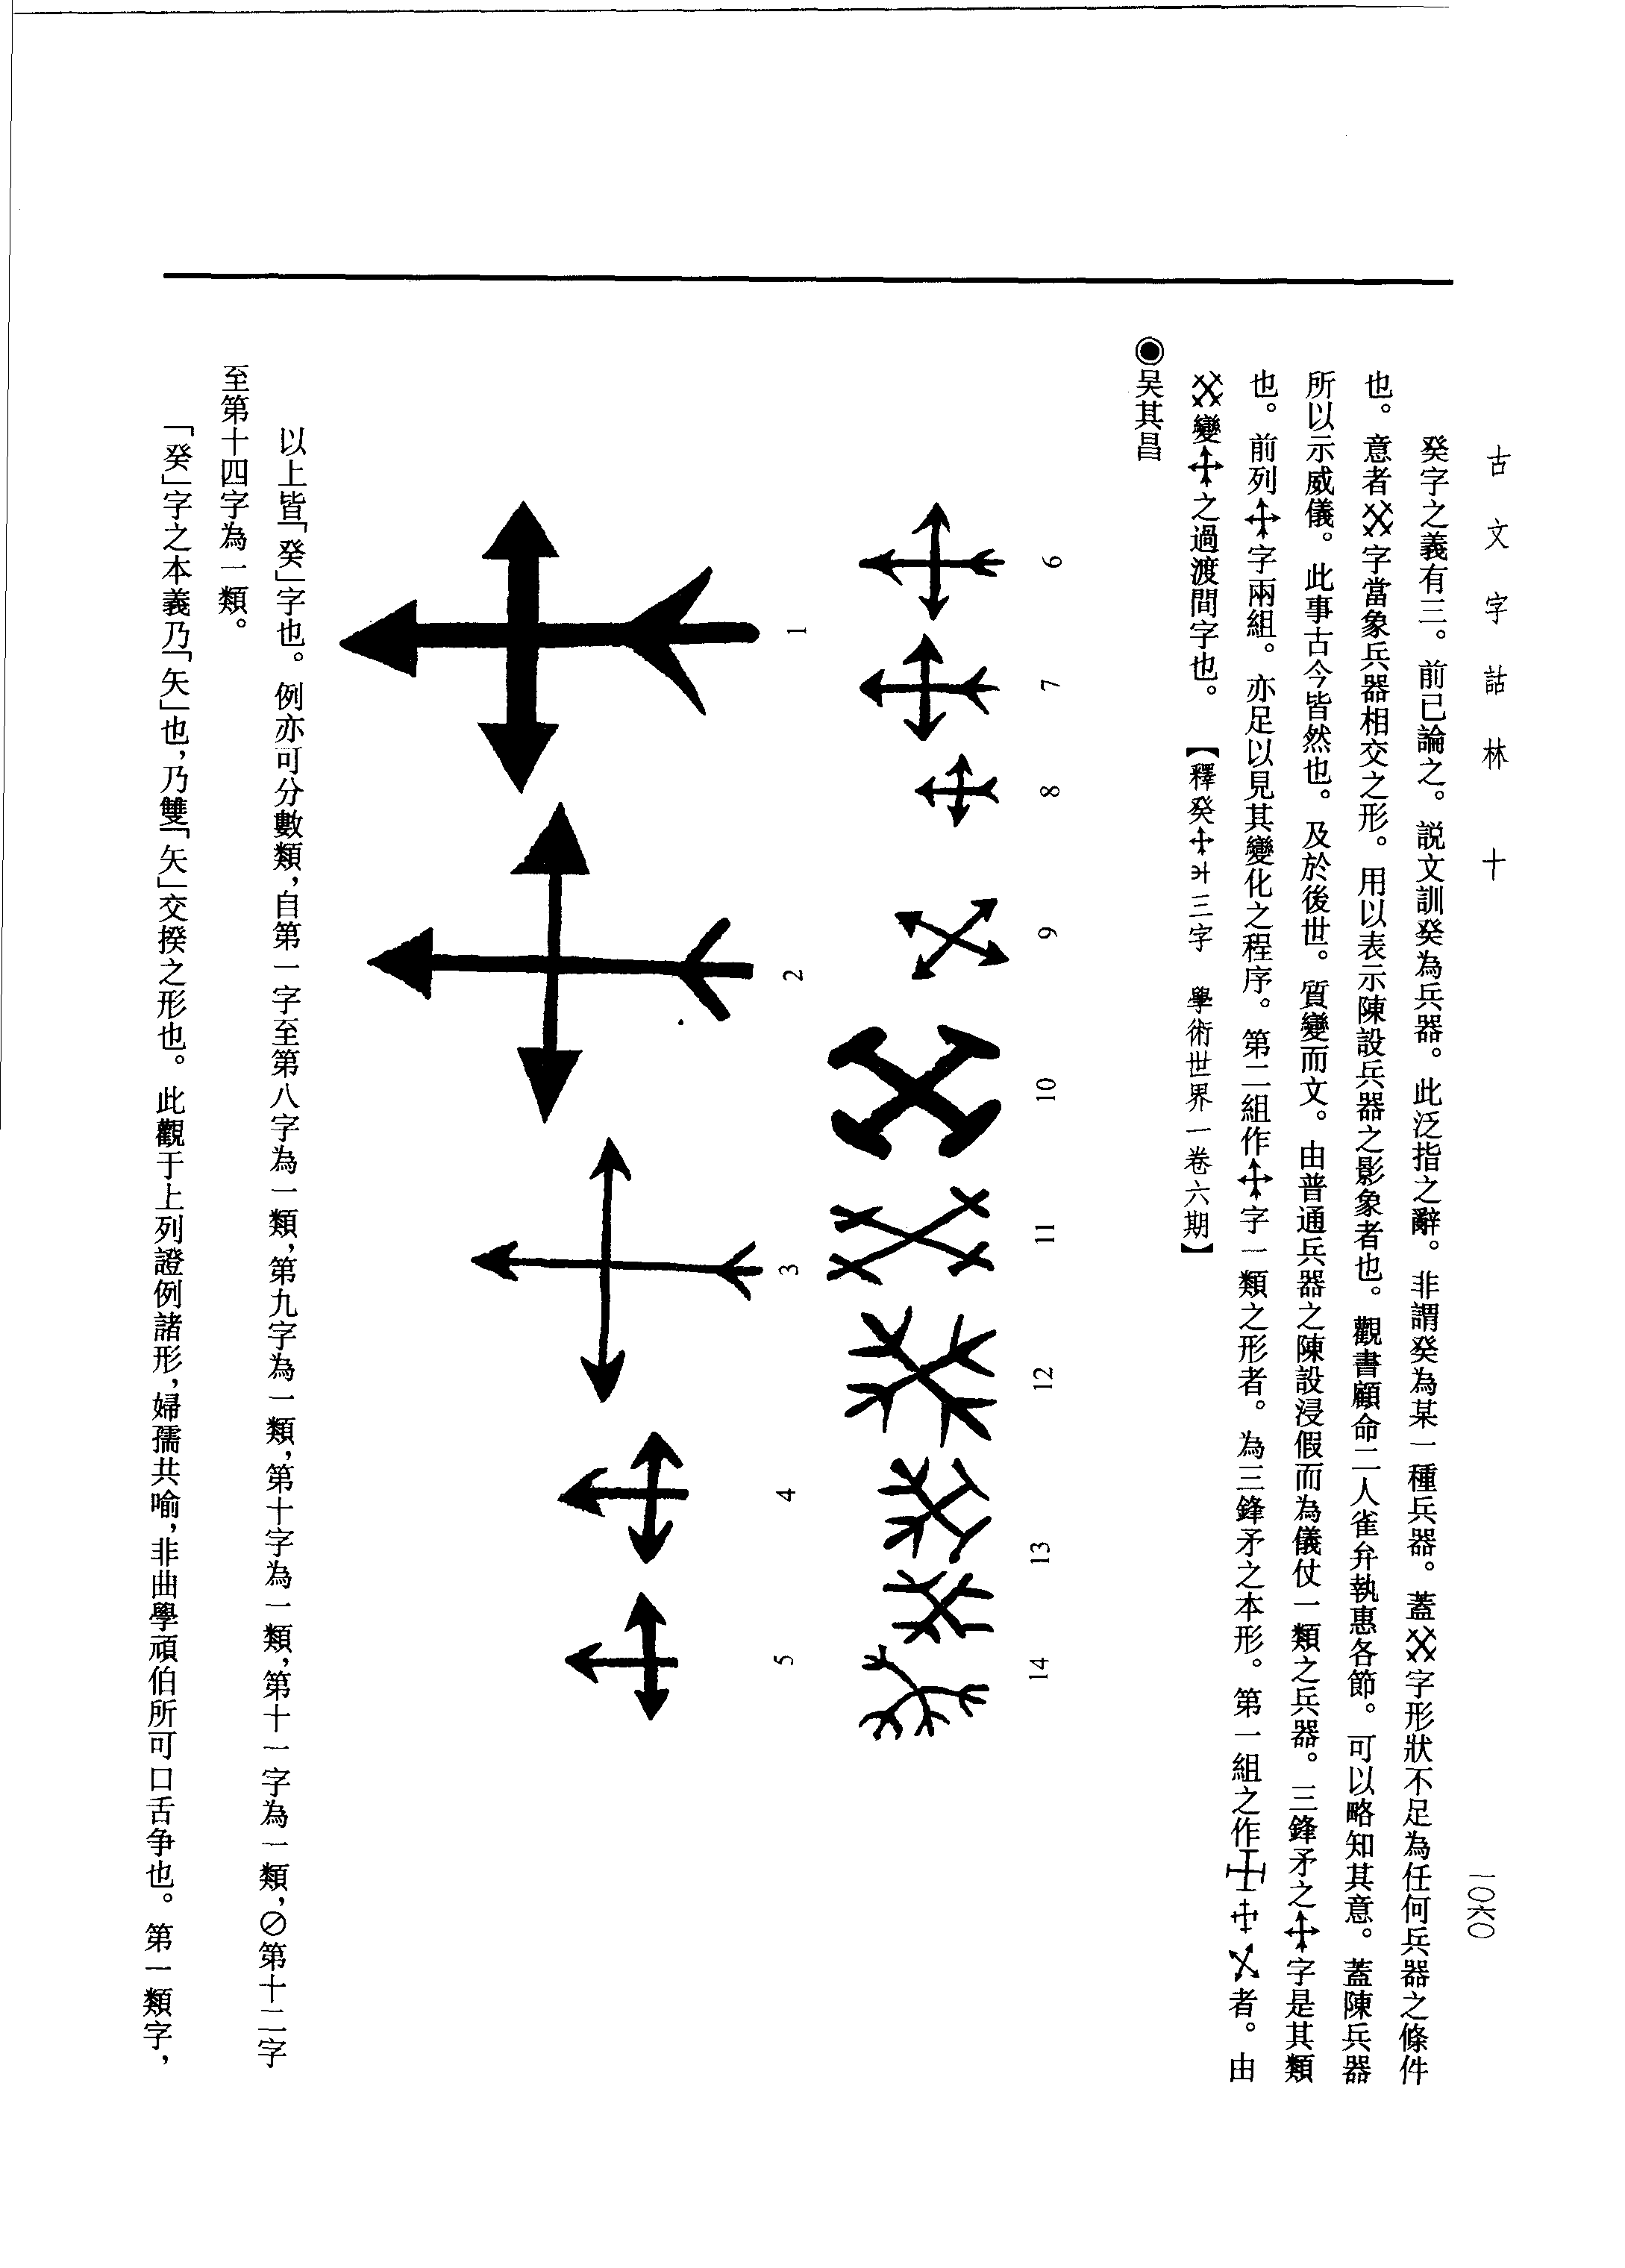 古文字詁林 十
一〇六〇
癸字之義有三。前已論之。説文訓癸為兵器。此泛指之辭。非謂癸為某一種兵器。蓋字形狀不足為任何兵器之條件
也。意者字當象兵器相交之形。用以表示陳設兵器之影象者也。觀書顧命二人雀弁執惠各節。可以略知其意。蓋陳兵器
所以示威儀。此事古今皆然也。及於後世。質變而文。由普通兵器之陳設浸假而為儀仗一類之兵器。三鋒矛之字是其類
也。前列字兩組。亦足以見其變化之程序。第二組作字一類之形者。為三鋒矛之本形。第一組之作者。由
變之過渡間字也。 【釋癸三字 學術世界一卷六期】
◉吴其昌
6 7 8 9 10 11 12 13 14
1 2 3 4 5
以上皆「癸」字也。例亦可分數類，自第一字至第八字為一類，第九字為一類，第十字為一類，第十一字為一類，⊘第十二字
至第十四字為一類。
「癸」字之本義乃「矢」也，乃雙「矢」交揆之形也。此觀于上列證例諸形，婦孺共喻，非曲學頑伯所可口舌争也。第一類字，